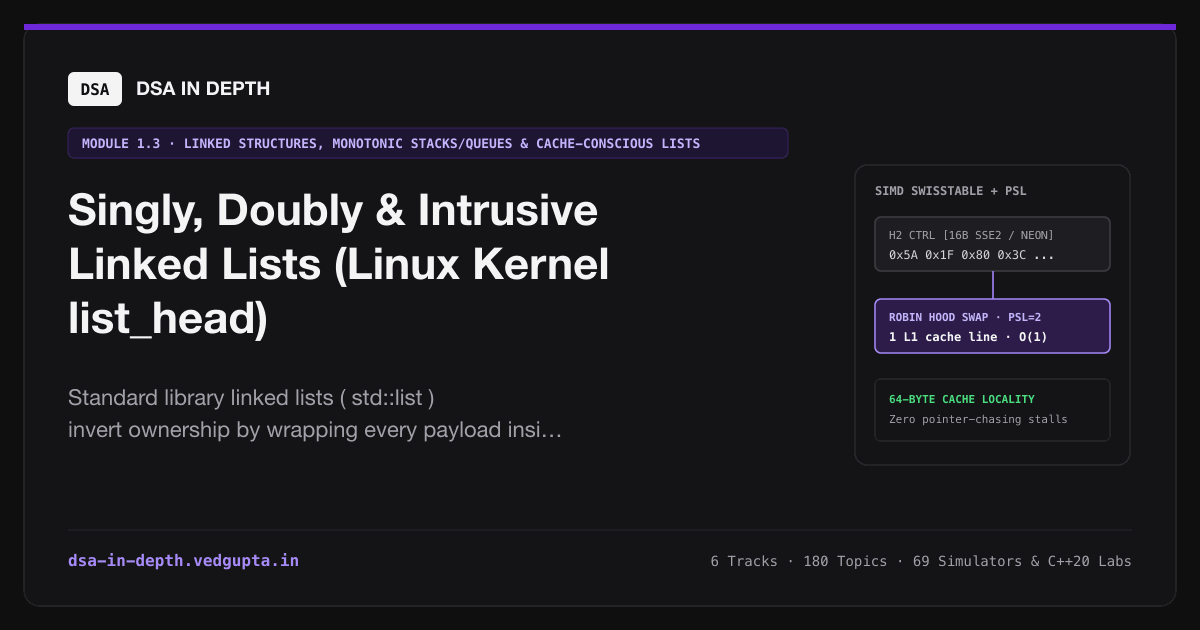 DSA DSA IN DEPTH
MODULE 1.3 · LINKED STRUCTURES, MONOTONIC STACKS/QUEUES & CACHE-CONSCIOUS LISTS
Singly, Doubly & Intrusive
Linked Lists (Linux Kernel
list_head)
Standard library linked lists ( std::list )
invert ownership by wrapping every payload insi…
SIMD SWISSTABLE + PSL
H2 CTRL [16B SSE2 / NEON]
0x5A 0x1F 0x80 0x3C ...
ROBIN HOOD SWAP · PSL=2
1 L1 cache line · O(1)
64-BYTE CACHE LOCALITY
Zero pointer-chasing stalls
dsa-in-depth.vedgupta.in
6 Tracks · 180 Topics · 69 Simulators & C++20 Labs